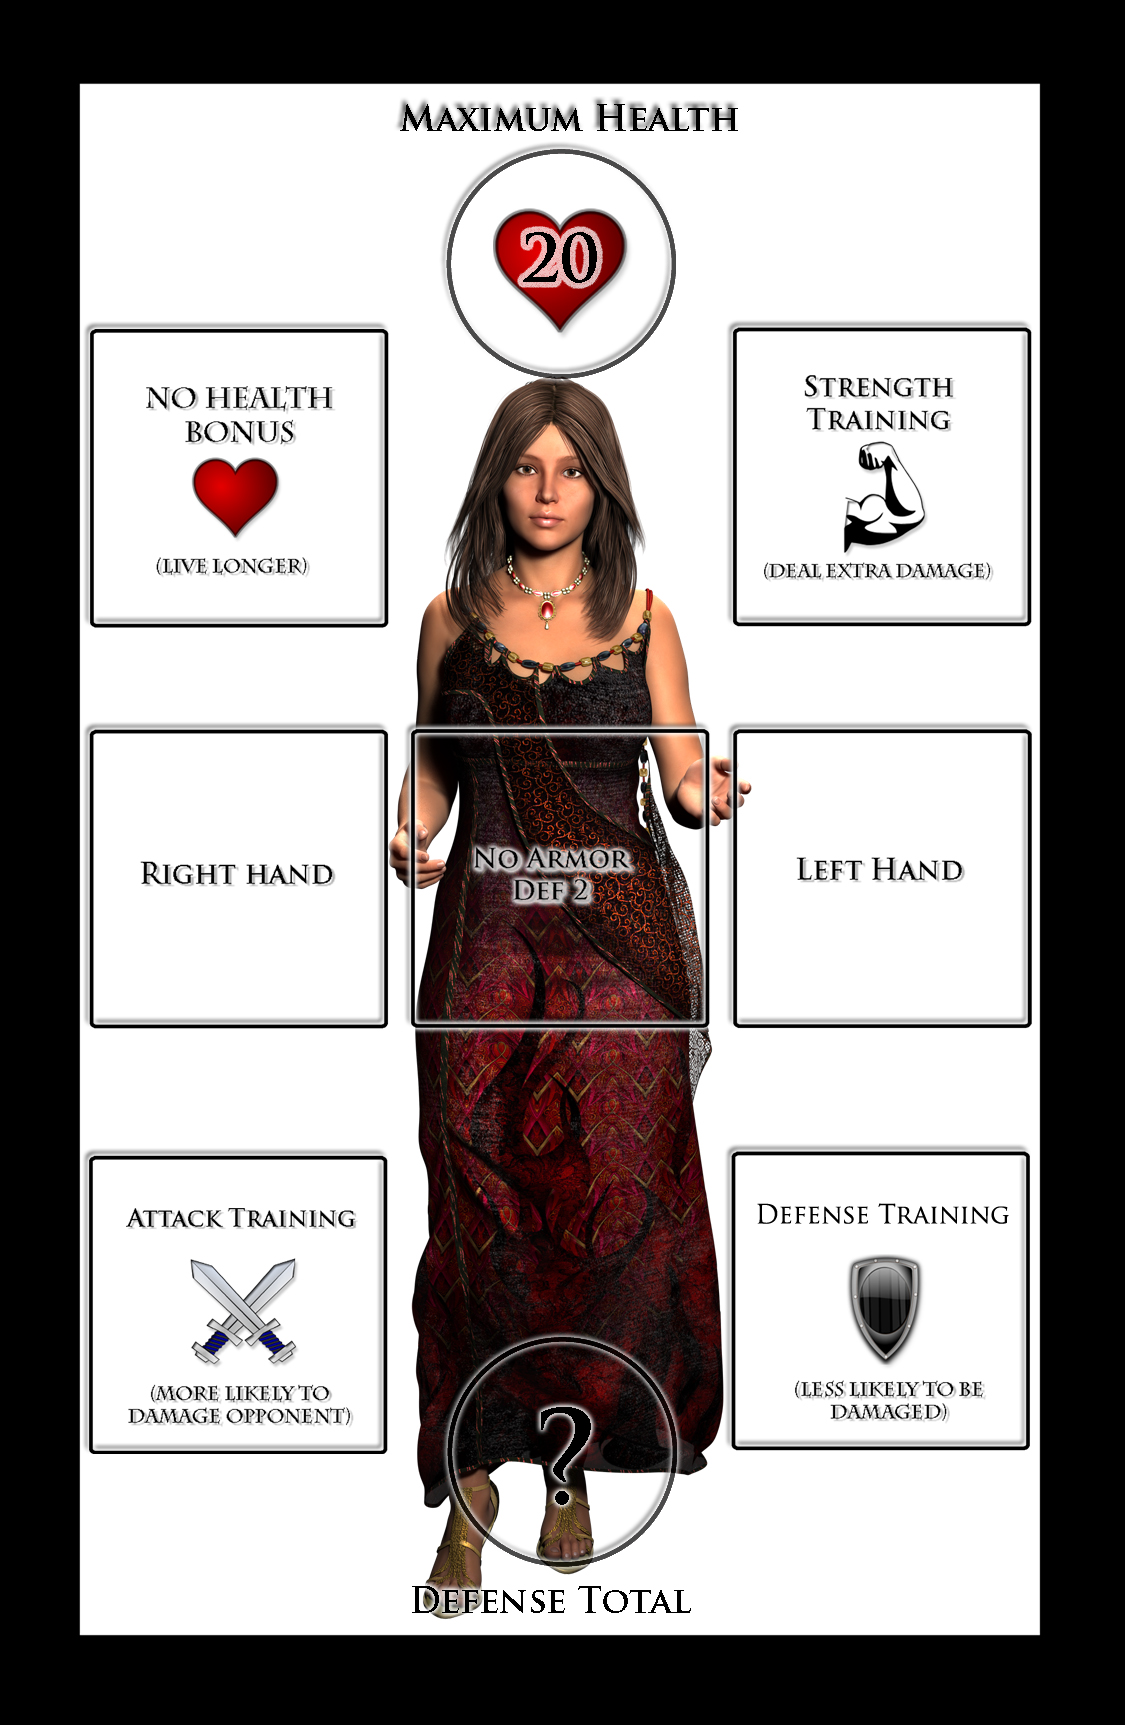 Maximum Health
20
NO HEALTH
BONUS
(LIVE LONGER)
Strength
Training
(DEAL EXTRA DAMAGE)
Right hand
No Armor
Def 2
Left Hand
Attack Training
(MORE LIKELY TO
DAMAGE OPPONENT)
Defense Training
(LESS LIKELY TO BE
DAMAGED)
?
Defense Total